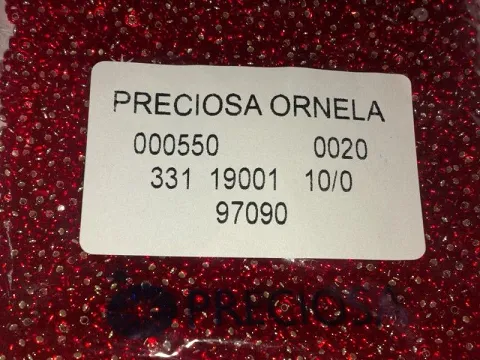 PRECIOSA ORNELA
000550 0020
331 19001 10/0
97090
PRECIOSA